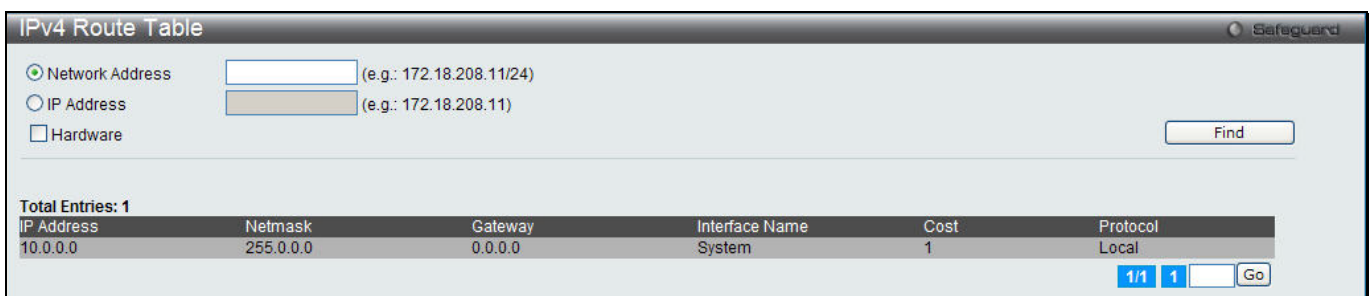 IPv4 Route Table
Safeguard
Network Address (e.g.: 172.18.208.11/24)
IP Address (e.g.: 172.18.208.11)
Hardware
Find
Total Entries: 1
IP Address Netmask Gateway Interface Name Cost Protocol
10.0.0.0 255.0.0.0 0.0.0.0 System 1 Local
1/1 1 Go